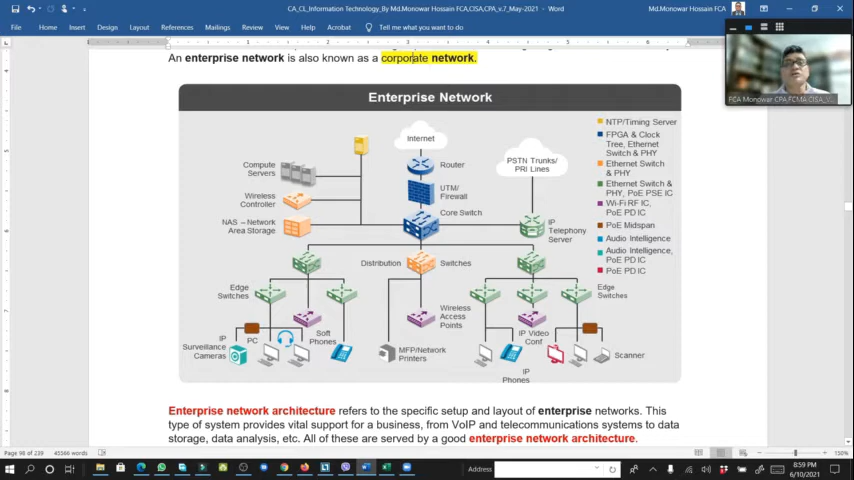 CA_CL_Information Technology_By Md.Monowar Hossain FCA,CISA,CPA_v.7_May-2021 - Word
Md.Monowar Hossain FCA
File Home Insert Design Layout References Mailings Review View Help Acrobat Tell me what you want to do
An enterprise network is also known as a corporate network.
Enterprise Network
Internet
Router
UTM/
Firewall
Core Switch
Compute
Servers
Wireless
Controller
NAS – Network
Area Storage
PSTN Trunks/
PRI Lines
IP
Telephony
Server
NTP/Timing Server
FPGA & Clock
Tree, Ethernet
Switch & PHY
Ethernet Switch
& PHY
Ethernet Switch &
PHY, PoE PSE IC
Wi-Fi RF IC,
PoE PD IC
PoE Midspan
Audio Intelligence
Audio Intelligence,
PoE PD IC
PoE PD IC
Distribution Switches
Edge
Switches
Edge
Switches
Wireless
Access
Points
IP
Surveillance
Cameras
PC
Soft
Phones
MFP/Network
Printers
IP Video
Conf
IP
Phones
Scanner
FCA Monowar CPA,FCMA,CISA_V...
Enterprise network architecture refers to the specific setup and layout of enterprise networks. This
type of system provides vital support for a business, from VoIP and telecommunications systems to data
storage, data analysis, etc. All of these are served by a good enterprise network architecture.
Page 98 of 239 45566 words
150%
Address
8:59 PM
6/10/2021